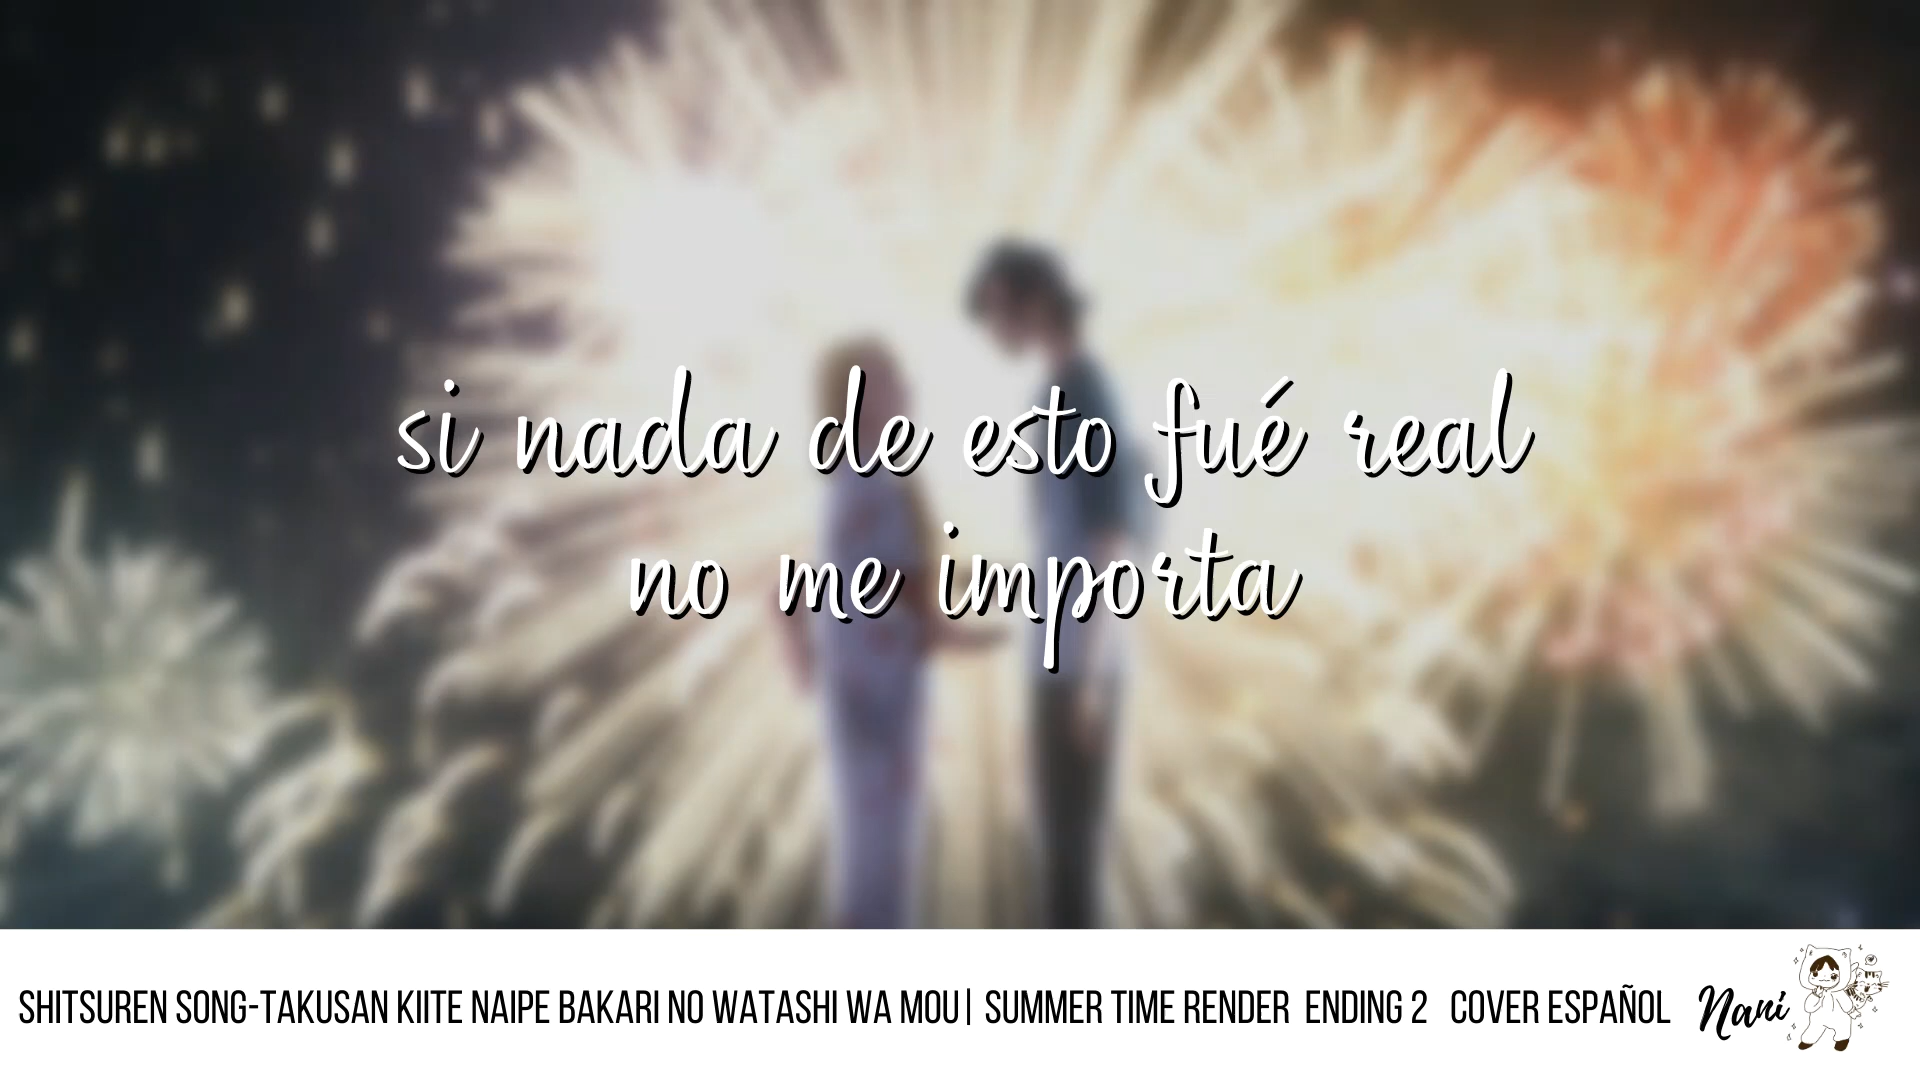 si nada de esto fué real
no me importa
SHITSUREN SONG-TAKUSAN KIITE NAIPE BAKARI NO WATASHI WA MOU| SUMMER TIME RENDER ENDING 2 COVER ESPAÑOL Nani